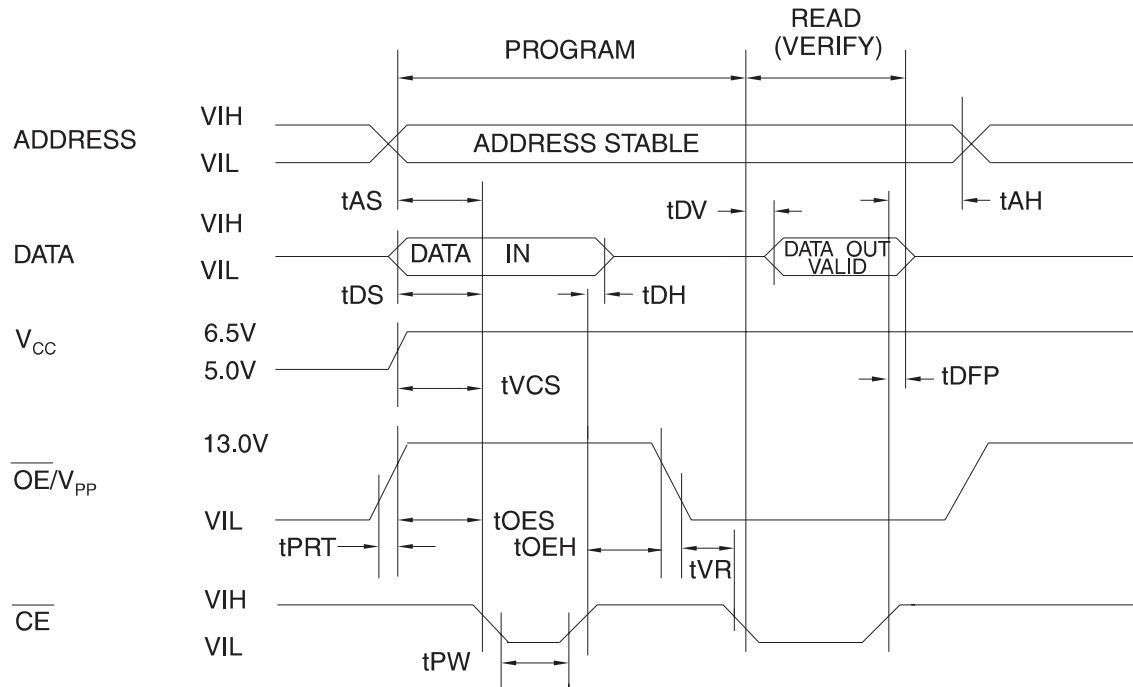 READ
(VERIFY)
PROGRAM
VIH
ADDRESS
ADDRESS STABLE
VIL
tAS
tDV
tAH
VIH
DATA
DATA IN
DATA OUT
VALID
VIL
tDS
tDH
6.5V
VCC
5.0V
tVCS
tDFP
13.0V
OE/VPP
VIL
tOES
tPRT
tOEH
tVR
VIH
CE
VIL
tPW